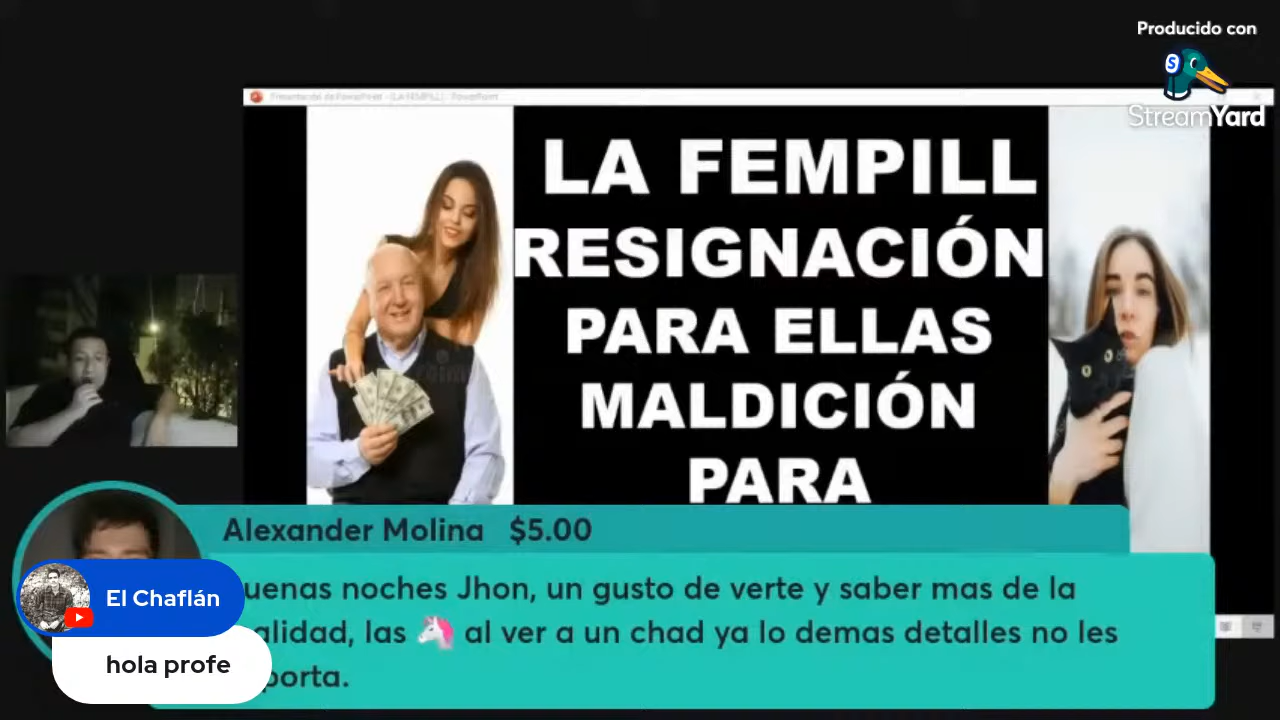 Producido con
StreamYard
LA FEMPILL
RESIGNACIÓN
PARA ELLAS
MALDICIÓN
PARA
Alexander Molina $5.00
uenas noches Jhon, un gusto de verte y saber mas de la
alidad, las 🦄 al ver a un chad ya lo demas detalles no les
porta.
El Chaflán
hola profe